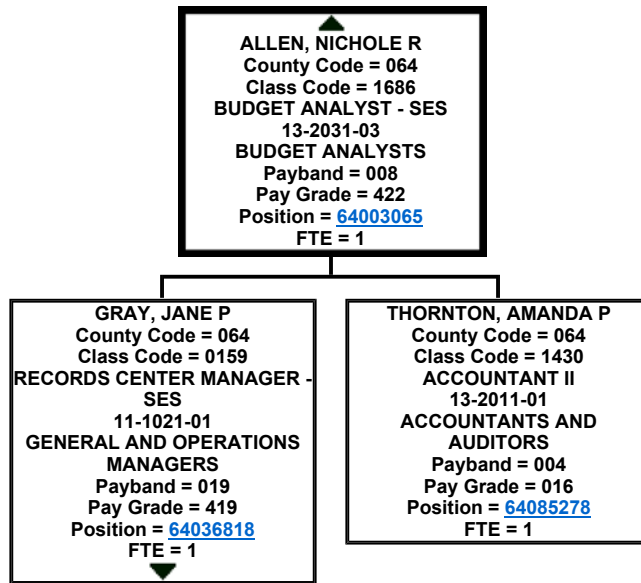 ALLEN, NICHOLE R
County Code = 064
Class Code = 1686
BUDGET ANALYST - SES
13-2031-03
BUDGET ANALYSTS
Payband = 008
Pay Grade = 422
Position = 64003065
FTE = 1
GRAY, JANE P
County Code = 064
Class Code = 0159
RECORDS CENTER MANAGER -
SES
11-1021-01
GENERAL AND OPERATIONS
MANAGERS
Payband = 019
Pay Grade = 419
Position = 64036818
FTE = 1
THORNTON, AMANDA P
County Code = 064
Class Code = 1430
ACCOUNTANT II
13-2011-01
ACCOUNTANTS AND
AUDITORS
Payband = 004
Pay Grade = 016
Position = 64085278
FTE = 1